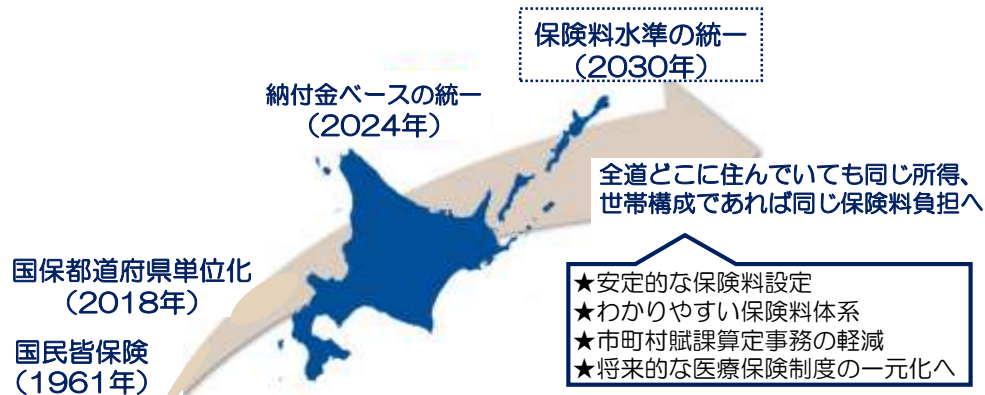 保険料水準の統一
（2030年）
納付金ベースの統一
（2024年）
全道どこに住んでいても同じ所得、
世帯構成であれば同じ保険料負担へ
国保都道府県単位化
（2018年）
国民皆保険
（1961年）
★安定的な保険料設定
★わかりやすい保険料体系
★市町村賦課算定事務の軽減
★将来的な医療保険制度の一元化へ